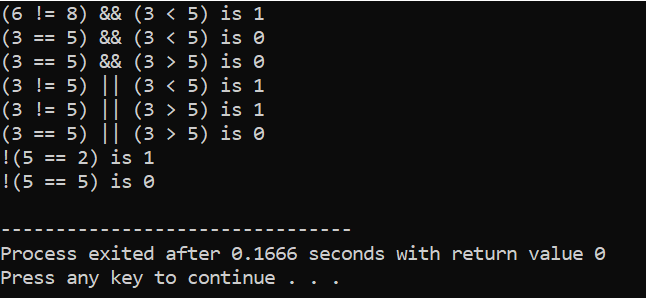 (6 != 8) && (3 < 5) is 1
(3 == 5) && (3 < 5) is 0
(3 == 5) && (3 > 5) is 0
(3 != 5) || (3 < 5) is 1
(3 != 5) || (3 > 5) is 1
(3 == 5) || (3 > 5) is 0
!(5 == 2) is 1
!(5 == 5) is 0
--------------------------------
Process exited after 0.1666 seconds with return value 0
Press any key to continue . . .